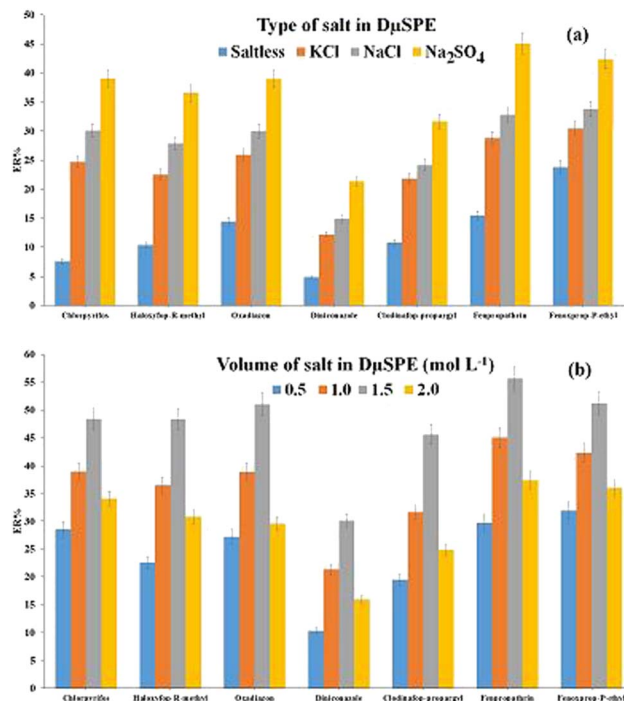 Type of salt in DµSPE
(a)
Saltless KCl NaCl Na2SO4
50
45
40
35
30
25
20
15
10
5
0
ER%
Chlorpyrifos Haloxyfop-R-methyl Oxadiazon Diniconazole Clodinafop-propargyl Fenpropathrin Fenoxprop-P-ethyl
Volume of salt in DµSPE (mol L-1)
(b)
0.5 1.0 1.5 2.0
60
55
50
45
40
35
30
25
20
15
10
5
0
ER%
Chlorpyrifos Haloxyfop-R-methyl Oxadiazon Diniconazole Clodinafop-propargyl Fenpropathrin Fenoxprop-P-ethyl